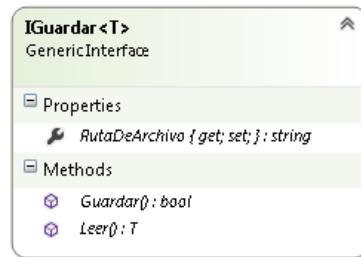 IGuardar<T>
GenericInterface
Properties
RutaDeArchivo { get; set; } : string
Methods
Guardar() : bool
Leer() : T